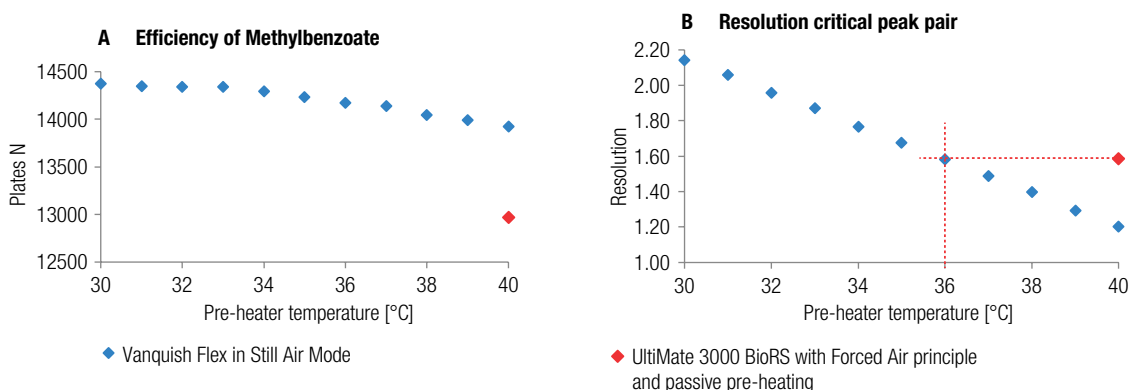 A Efficiency of Methylbenzoate
14500
14000
13500
13000
12500
Plates N
30 32 34 36 38 40
Pre-heater temperature [°C]
Vanquish Flex in Still Air Mode
B Resolution critical peak pair
2.20
2.00
1.80
1.60
1.40
1.20
1.00
Resolution
30 32 34 36 38 40
Pre-heater temperature [°C]
UltiMate 3000 BioRS with Forced Air principle
and passive pre-heating